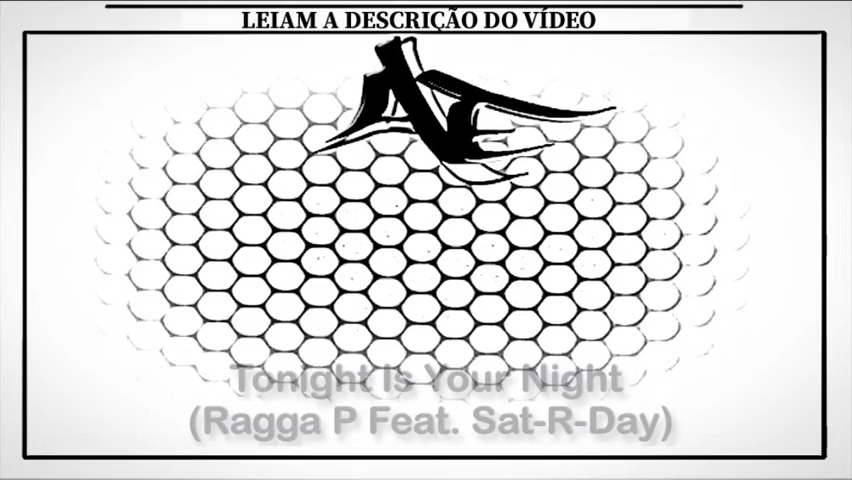 LEIAM A DESCRIÇÃO DO VÍDEO
Tonight Is Your Night
(Ragga P Feat. Sat-R-Day)